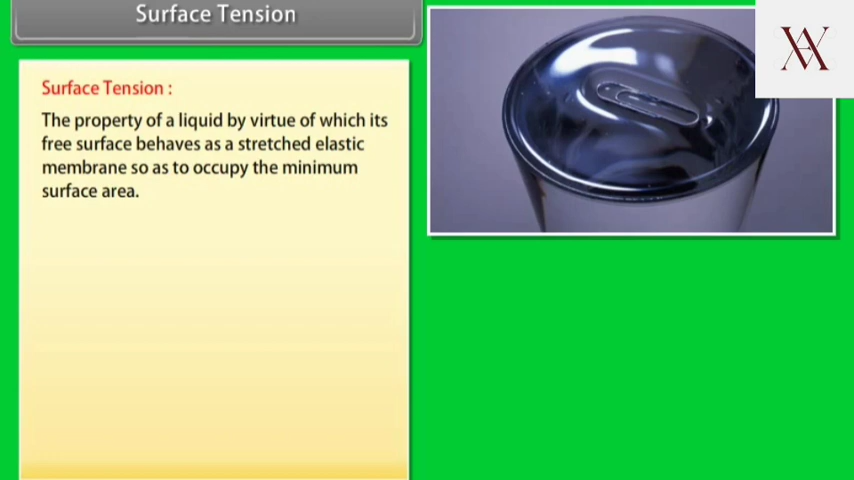 Surface Tension
Surface Tension :
The property of a liquid by virtue of which its
free surface behaves as a stretched elastic
membrane so as to occupy the minimum
surface area.